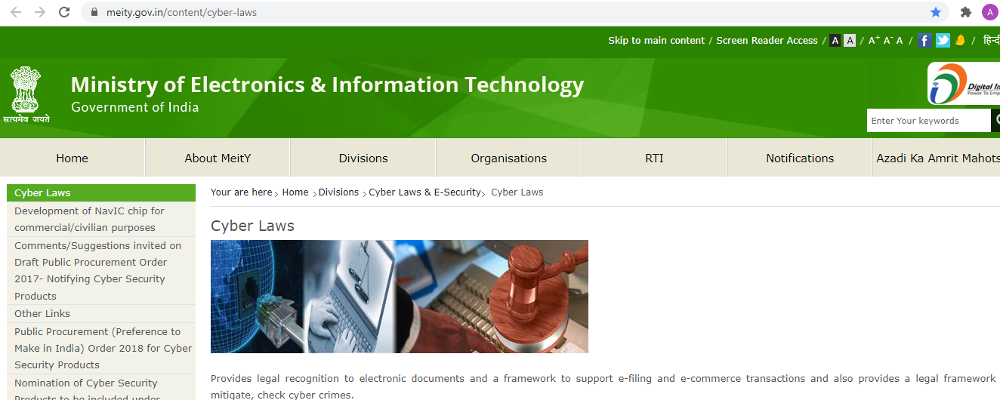 meity.gov.in/content/cyber-laws
A
Skip to main content / Screen Reader Access / A A / A+ A- A / f /
Ministry of Electronics & Information Technology
Government of India
सत्यमेव जयते
Digital In
Power To Emp
Enter Your keywords
Home About MeitY Divisions Organisations RTI Notifications Azadi Ka Amrit Mahots
Cyber Laws
Development of NavIC chip for
commercial/civilian purposes
Comments/Suggestions invited on
Draft Public Procurement Order
2017- Notifying Cyber Security
Products
Other Links
Public Procurement (Preference to
Make in India) Order 2018 for Cyber
Security Products
Nomination of Cyber Security
Products to be included under
You are here › Home › Divisions › Cyber Laws & E-Security › Cyber Laws
Cyber Laws
Provides legal recognition to electronic documents and a framework to support e-filing and e-commerce transactions and also provides a legal framework
mitigate, check cyber crimes.